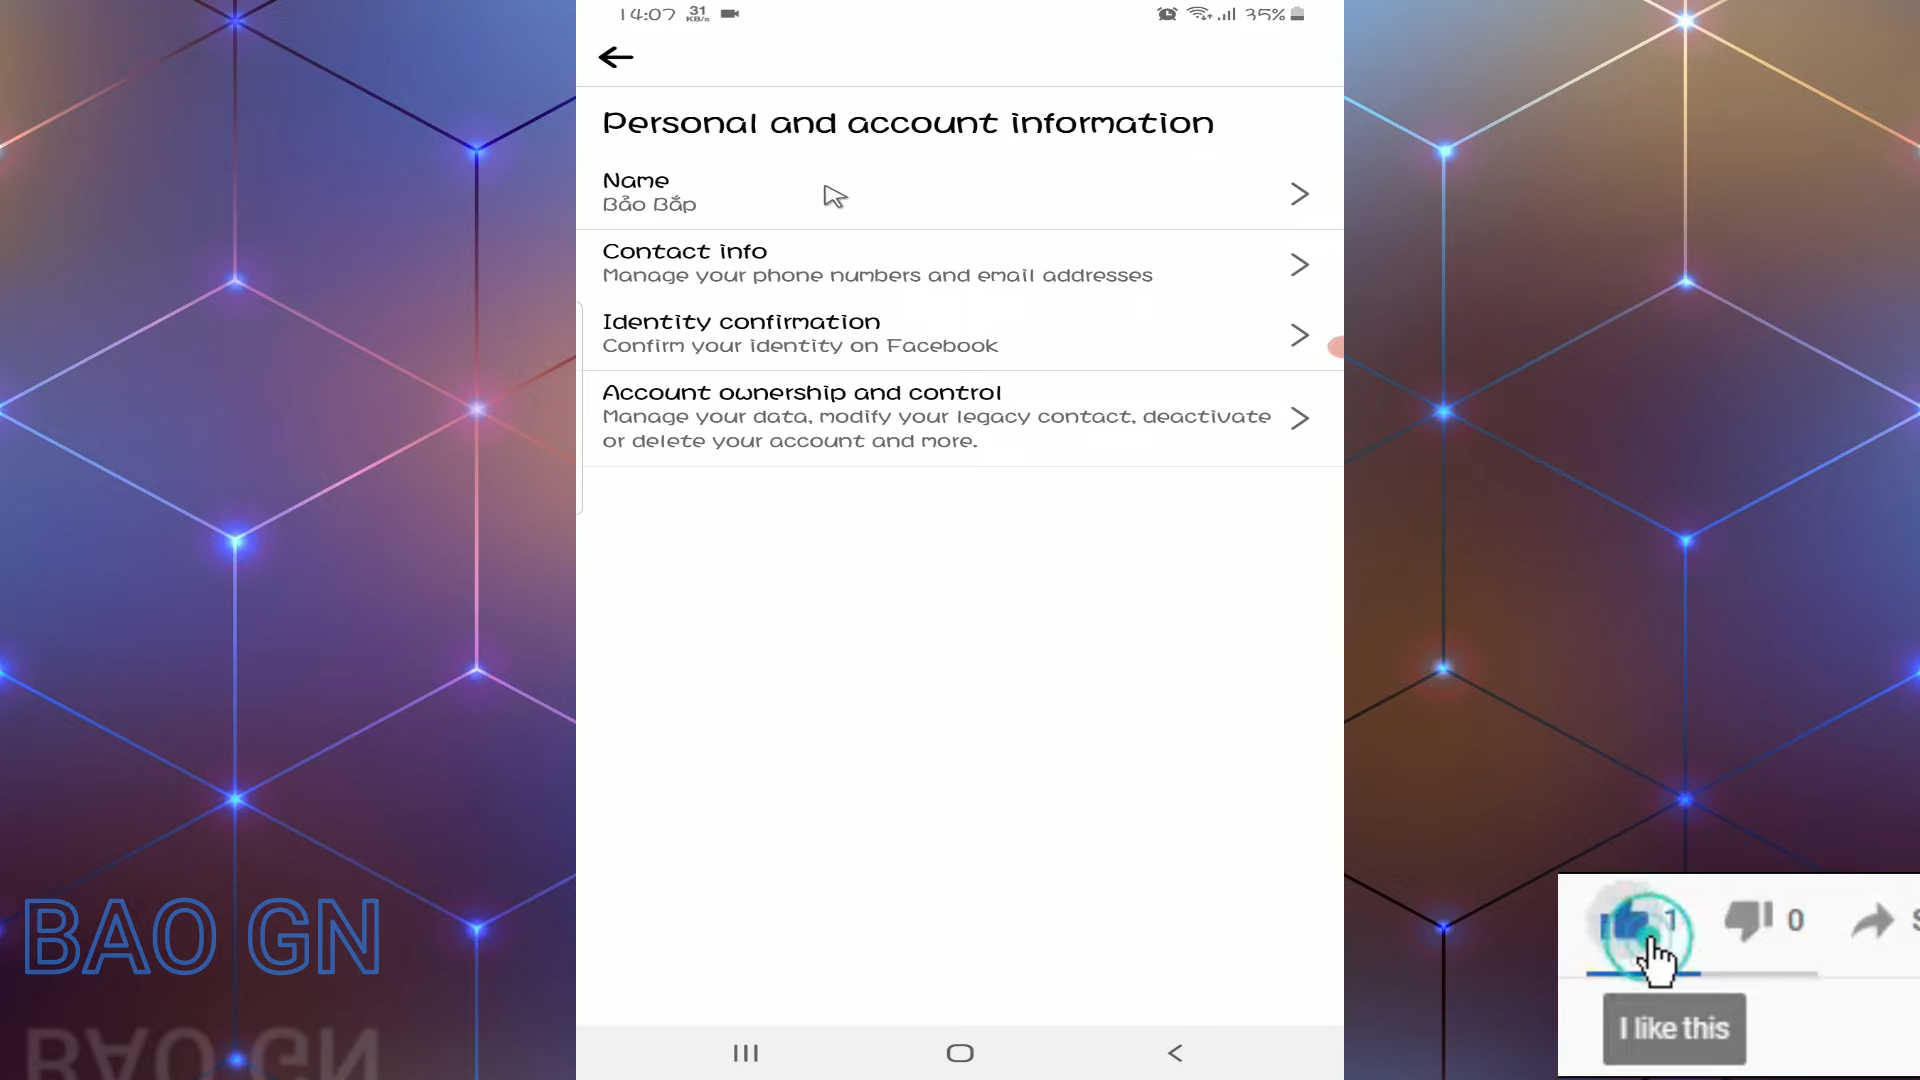 14:07 31 KB/s 35%
Personal and account information
Name
Bảo Bắp
Contact info
Manage your phone numbers and email addresses
Identity confirmation
Confirm your identity on Facebook
Account ownership and control
Manage your data, modify your legacy contact, deactivate
or delete your account and more.
BAO GN
1 0 S
I like this